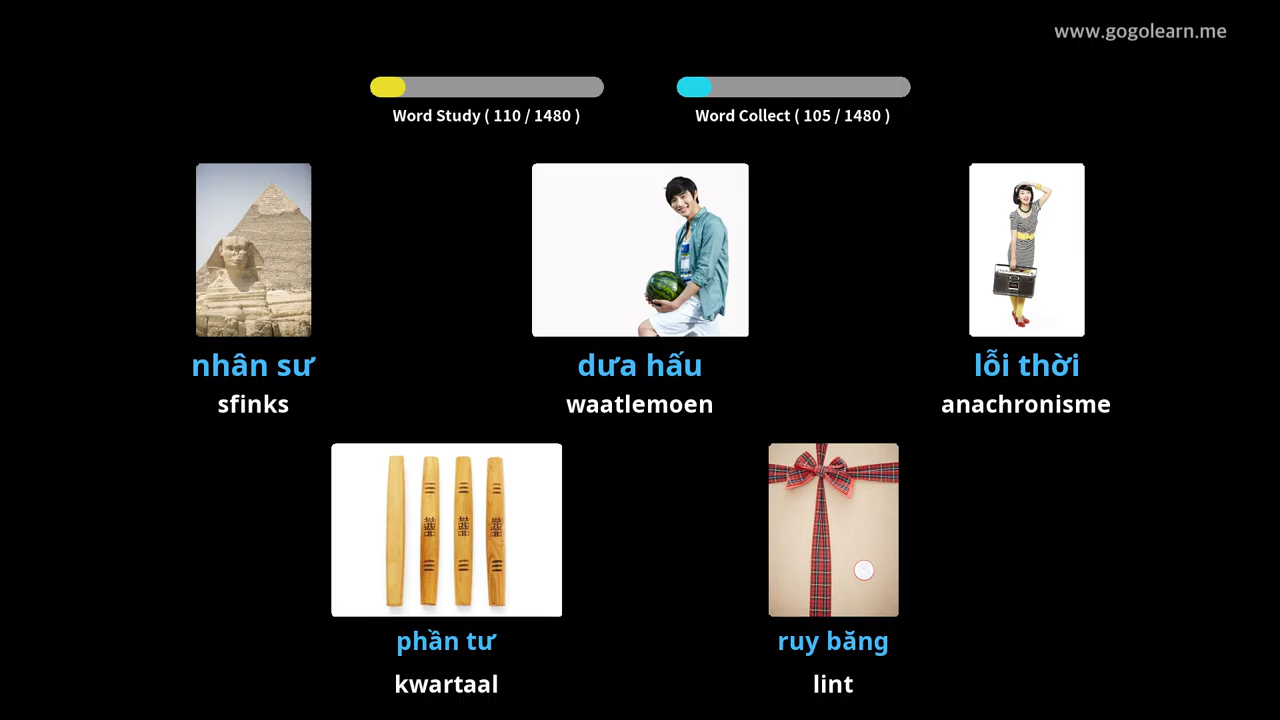 www.gogolearn.me
Word Study ( 110 / 1480 )
Word Collect ( 105 / 1480 )
nhân sư
dưa hấu
lỗi thời
sfinks
waatlemoen
anachronisme
phần tư
ruy băng
kwartaal
lint